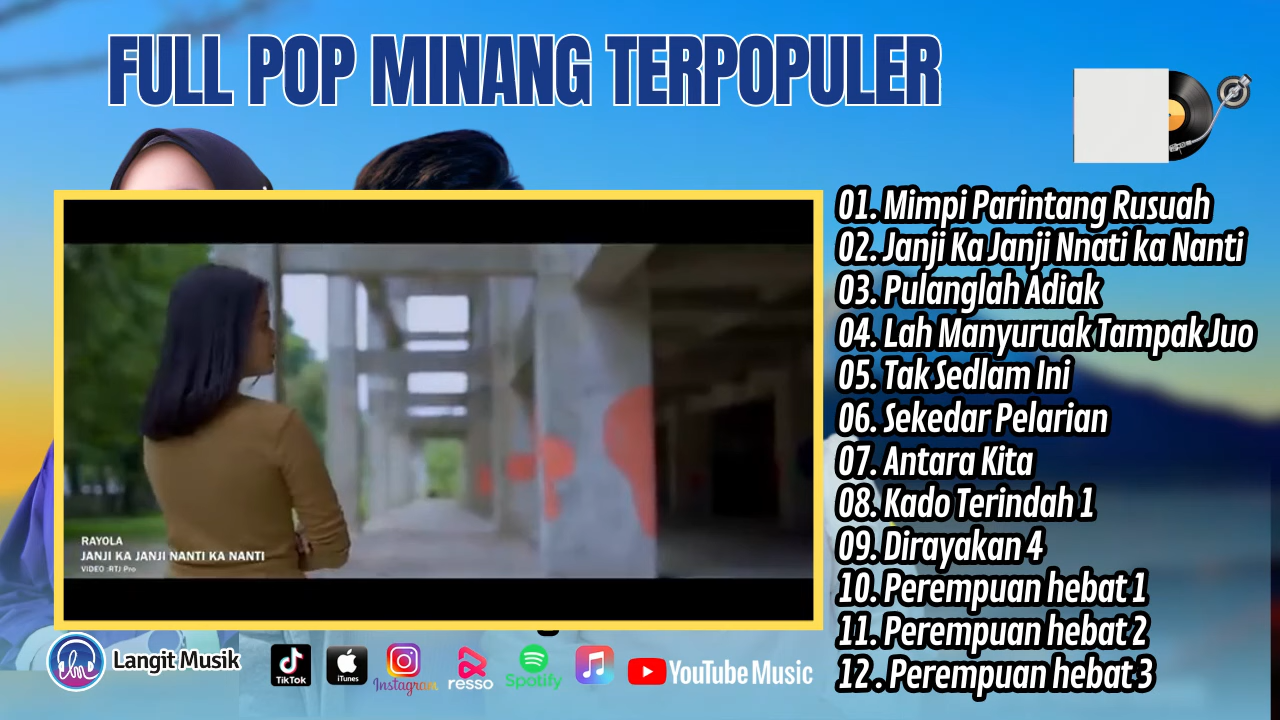 FULL POP MINANG TERPOPULER
01. Mimpi Parintang Rusuah
02. Janji Ka Janji Nnati ka Nanti
03. Pulanglah Adiak
04. Lah Manyuruak Tampak Juo
05. Tak Sedlam Ini
06. Sekedar Pelarian
07. Antara Kita
08. Kado Terindah 1
09. Dirayakan 4
10. Perempuan hebat 1
11. Perempuan hebat 2
12. Perempuan hebat 3
RAYOLA
JANJI KA JANJI NANTI KA NANTI
VIDEO :RTJ Pro
lm
Langit Musik
TikTok
iTunes
Instagram
resso
Spotify
YouTube Music